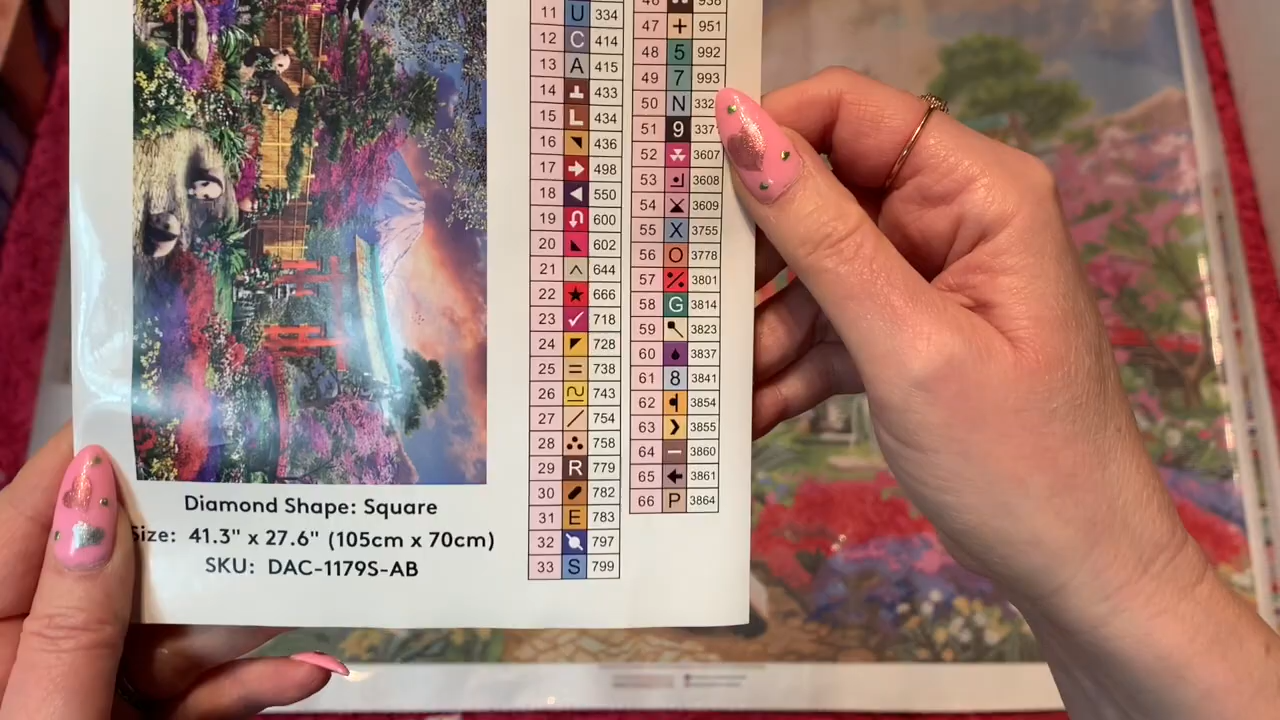 11 U 334
12 C 414
13 A 415
14 433
15 L 434
16 436
17 498
18 550
19 600
20 602
21 ^ 644
22 ★ 666
23 ✓ 718
24 728
25 = 738
26 743
27 / 754
28 758
29 R 779
30 782
31 E 783
32 797
33 S 799
936
47 + 951
48 5 992
49 7 993
50 N 332
51 9 337
52 3607
53 3608
54 3609
55 X 3755
56 O 3778
57 3801
58 G 3814
59 3823
60 3837
61 8 3841
62 3854
63 3855
64 – 3860
65 3861
66 P 3864
Diamond Shape: Square
Size: 41.3" x 27.6" (105cm x 70cm)
SKU: DAC-1179S-AB